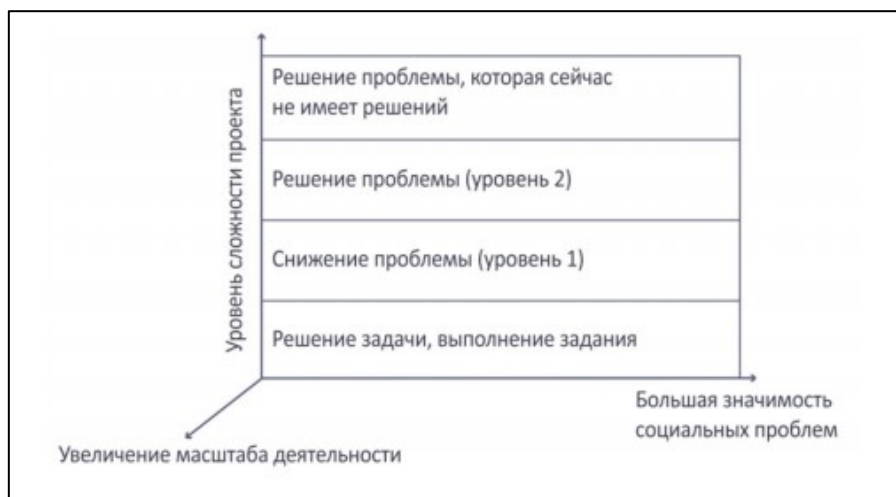 Уровень сложности проекта
Решение проблемы, которая сейчас
не имеет решений
Решение проблемы (уровень 2)
Снижение проблемы (уровень 1)
Решение задачи, выполнение задания
Большая значимость
социальных проблем
Увеличение масштаба деятельности